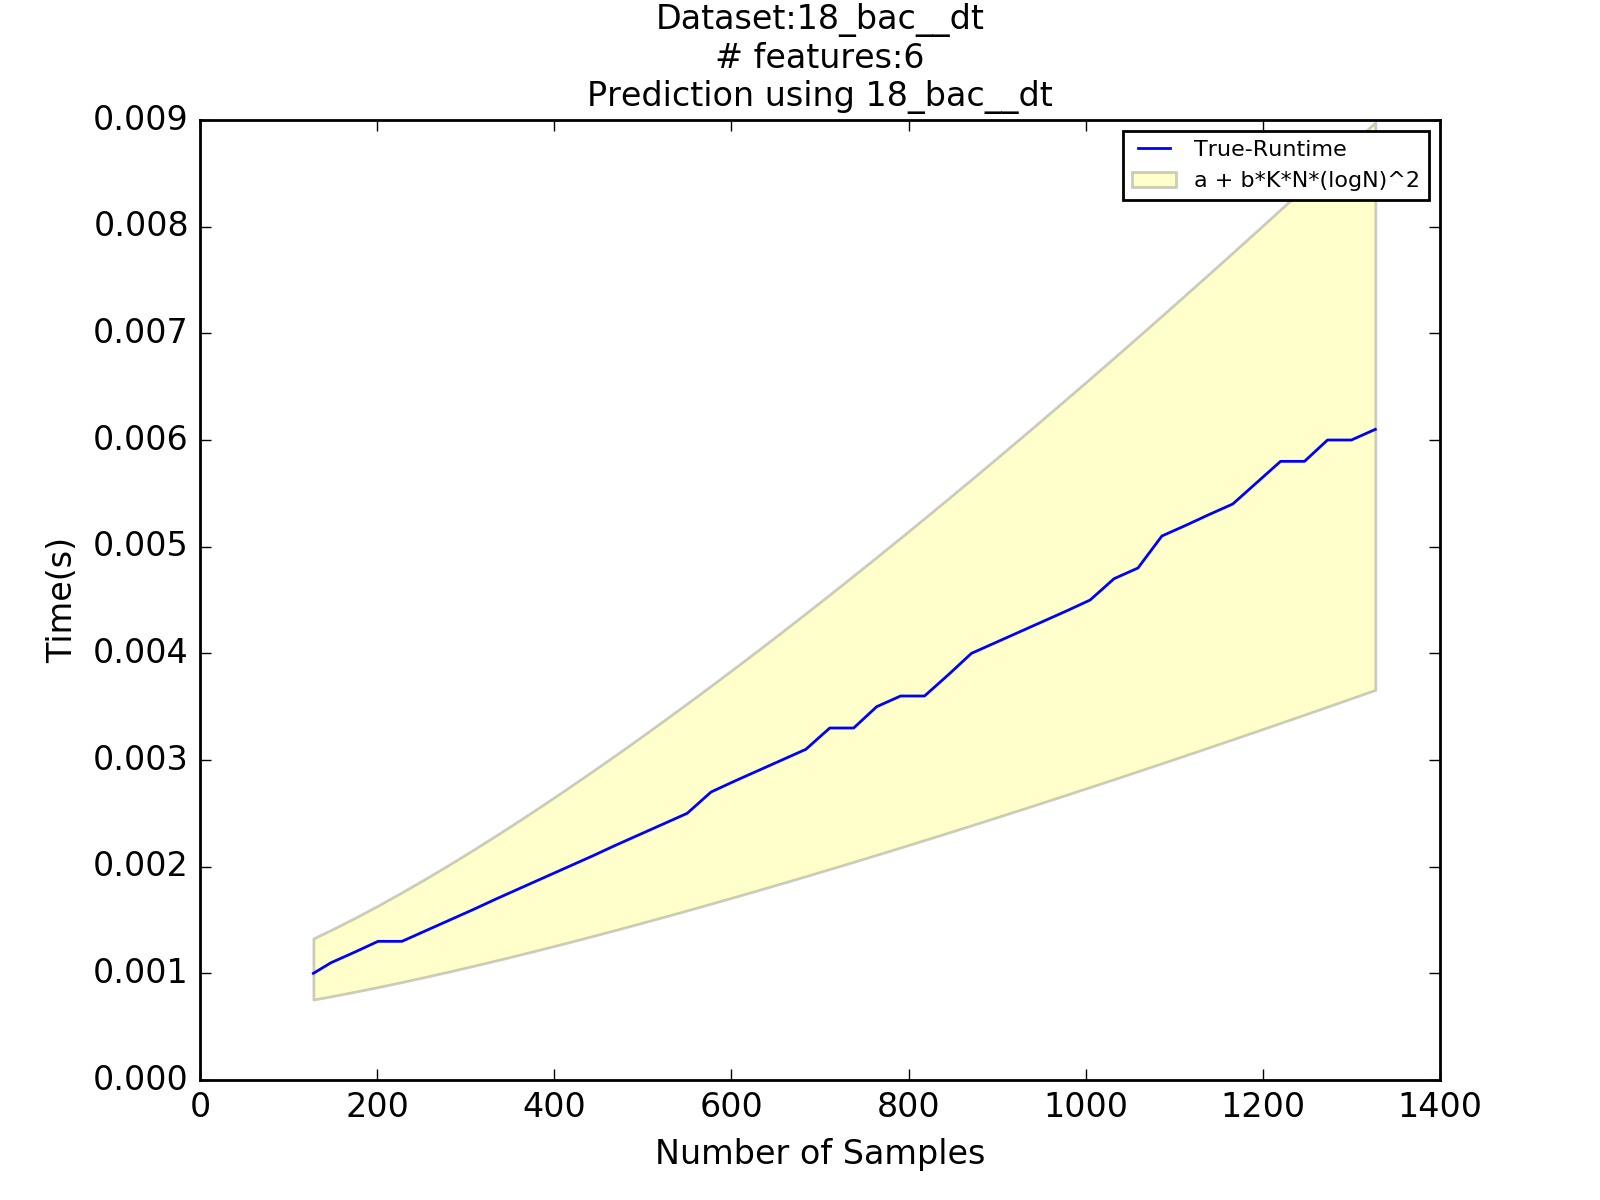 Dataset:18_bac__dt
# features:6
Prediction using 18_bac__dt
True-Runtime
a + b*K*N*(logN)^2
0.009
0.008
0.007
0.006
0.005
0.004
0.003
0.002
0.001
0.000
Time(s)
0 200 400 600 800 1000 1200 1400
Number of Samples